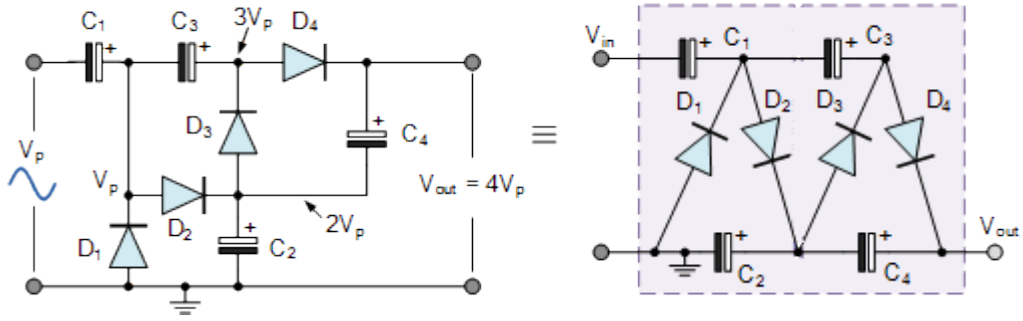 C₁ C₃ 3Vₚ D₄
+ +
D₃ + C₄
Vₚ Vₚ Vout = 4Vₚ
D₂ 2Vₚ
D₁ + C₂
≡
Vin + C₁ + C₃
D₁ D₂ D₃ D₄
+ + Vout
C₂ C₄